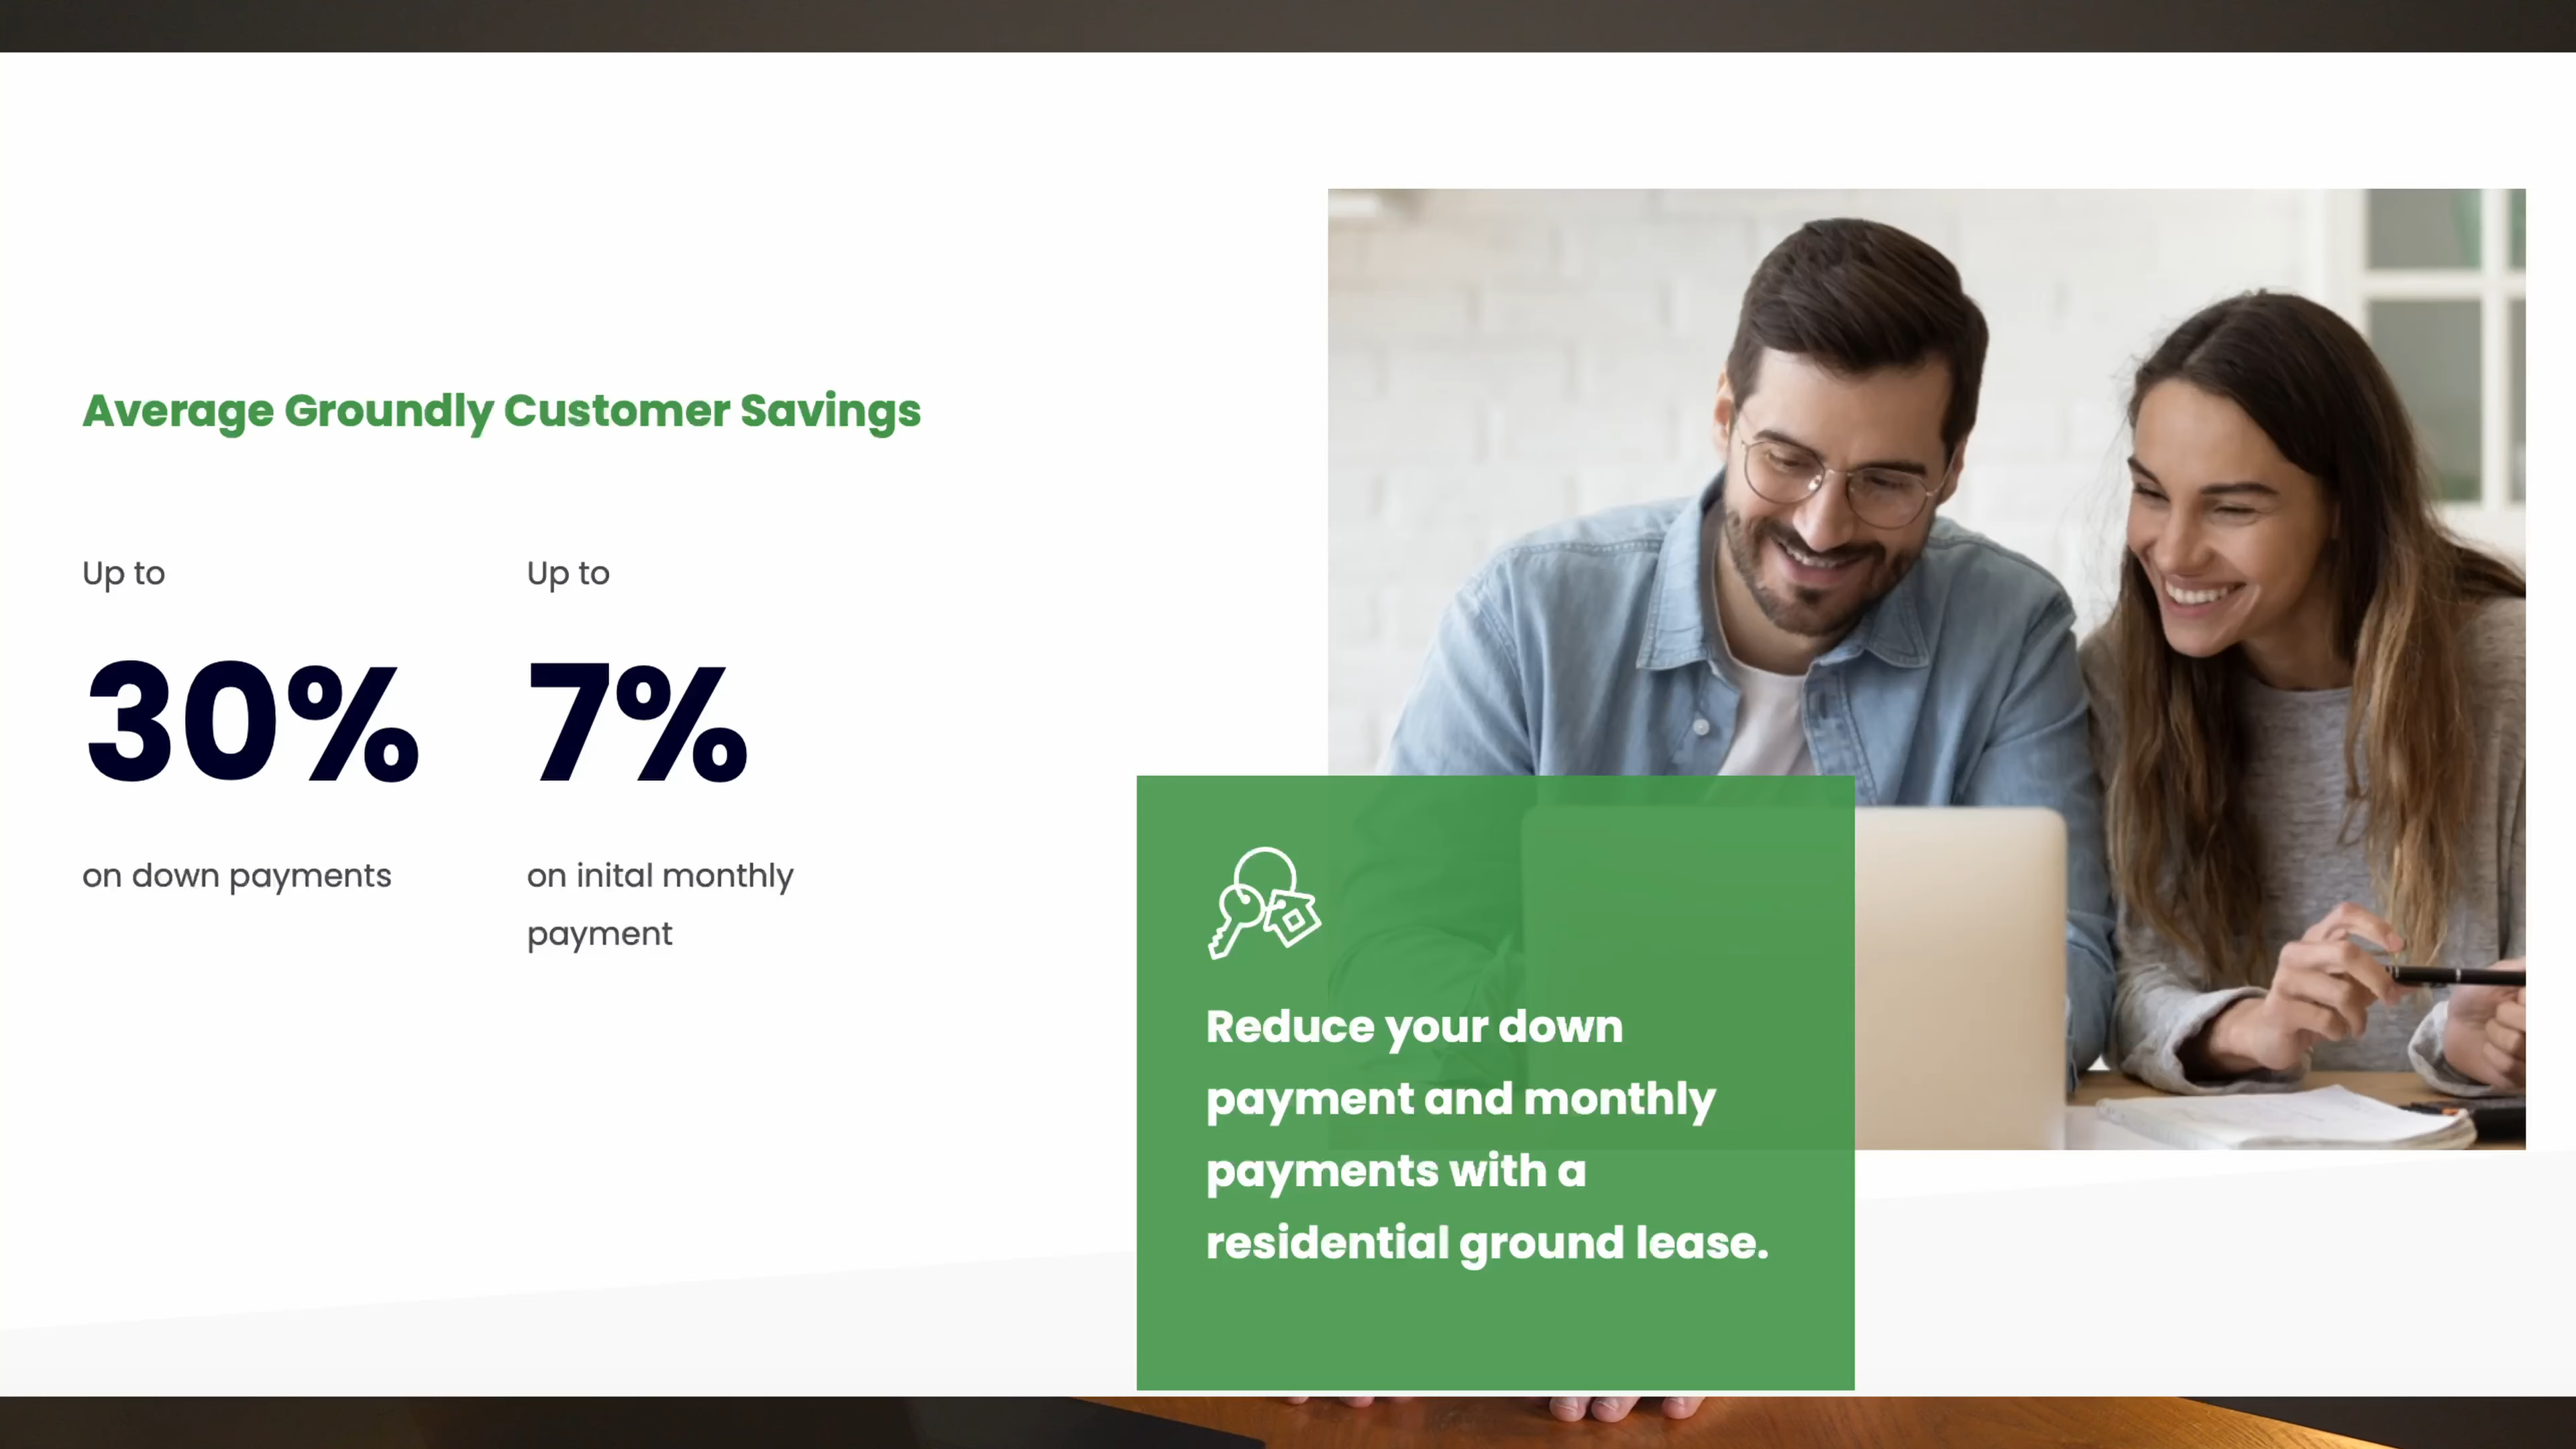 Average Groundly Customer Savings
Up to
30%
on down payments
Up to
7%
on inital monthly
payment
Reduce your down
payment and monthly
payments with a
residential ground lease.